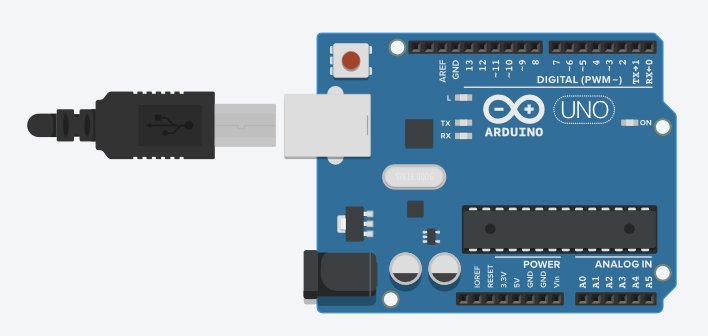 AREF
GND
13
12
~11
~10
~9
8
7
~6
~5
4
~3
2
TX→1
RX←0
DIGITAL (PWM~)
L
TX
RX
ARDUINO
UNO
ON
POWER
ANALOG IN
IOREF
RESET
3.3V
5V
GND
GND
Vin
A0
A1
A2
A3
A4
A5